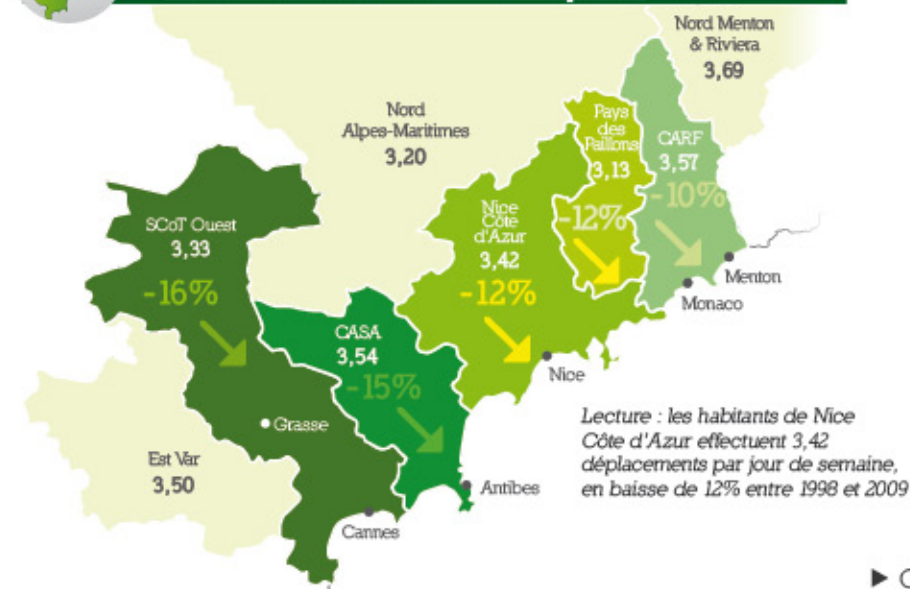 Nord Menton
& Riviera
3,69
Nord
Alpes-Maritimes
3,20
Pays
des
Paillons
3,13
-12%
CARF
3,57
-10%
SCoT Ouest
3,33
-16%
Nice
Côte
d'Azur
3,42
-12%
CASA
3,54
-15%
Menton
Monaco
Nice
Grasse
Est Var
3,50
Antibes
Cannes
Lecture : les habitants de Nice
Côte d'Azur effectuent 3,42
déplacements par jour de semaine,
en baisse de 12% entre 1998 et 2009